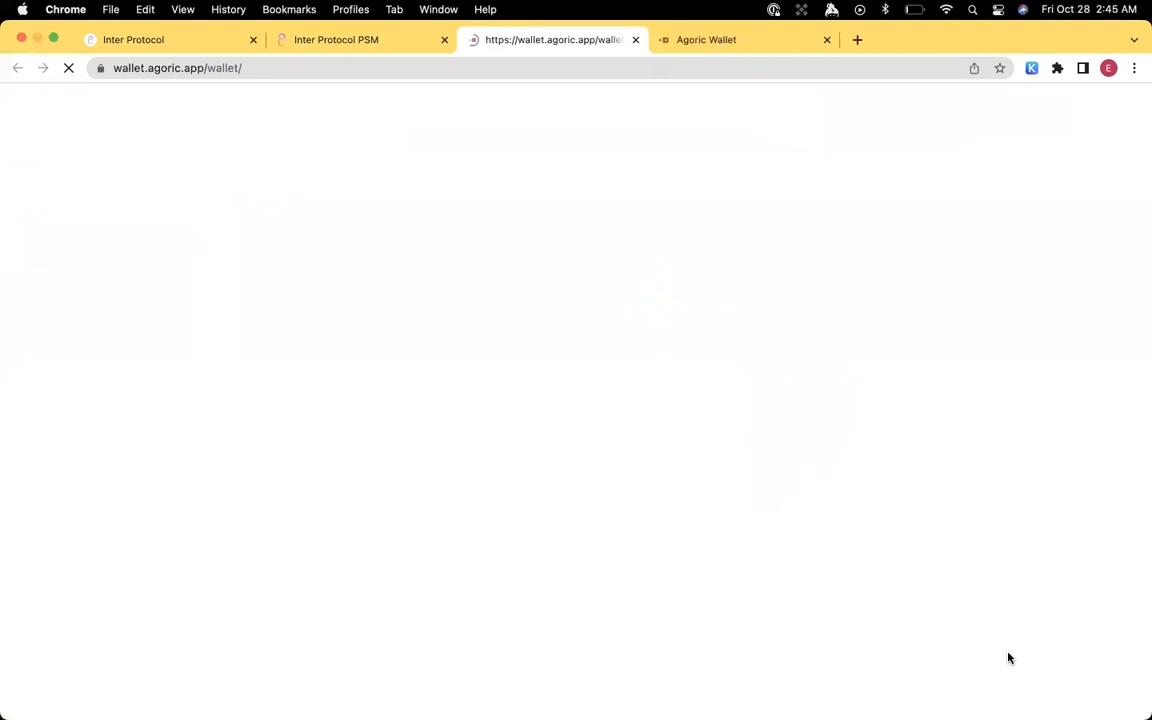 Chrome File Edit View History Bookmarks Profiles Tab Window Help Fri Oct 28 2:45 AM
Inter Protocol Inter Protocol PSM https://wallet.agoric.app/walle Agoric Wallet
wallet.agoric.app/wallet/ K E